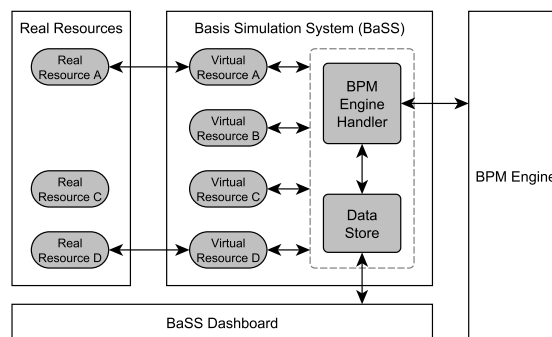 Real Resources
Basis Simulation System (BaSS)
Real
Resource A
Virtual
Resource A
BPM
Engine
Handler
Virtual
Resource B
BPM Engine
Real
Resource C
Virtual
Resource C
Data
Store
Real
Resource D
Virtual
Resource D
BaSS Dashboard